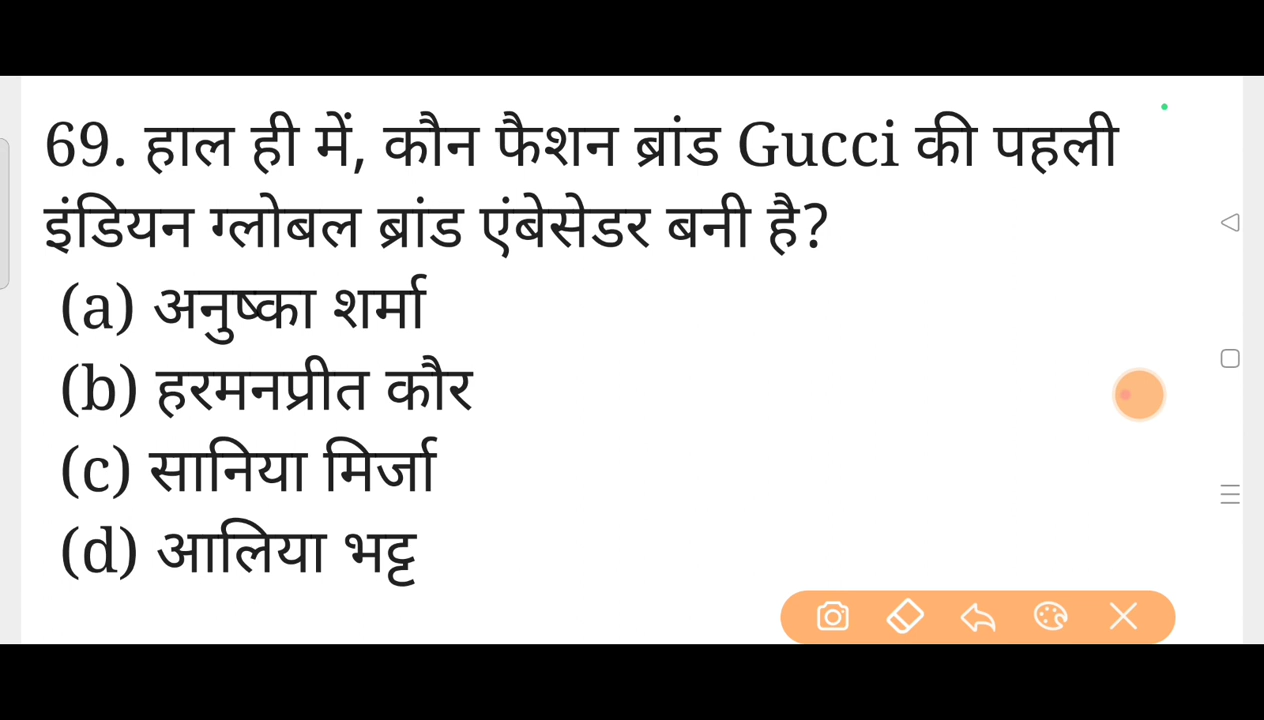 69. हाल ही में, कौन फैशन ब्रांड Gucci की पहली
इंडियन ग्लोबल ब्रांड एंबेसेडर बनी है?
(a) अनुष्का शर्मा
(b) हरमनप्रीत कौर
(c) सानिया मिर्जा
(d) आलिया भट्ट